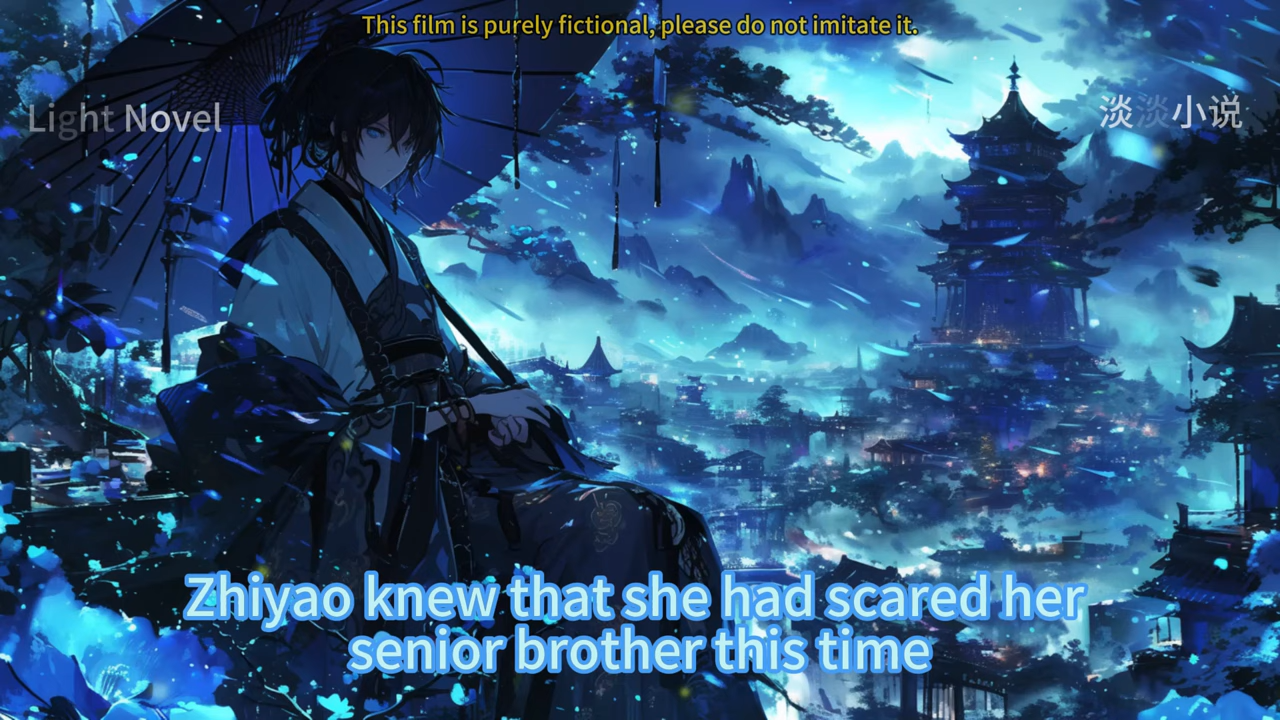 This film is purely fictional, please do not imitate it.
Light Novel
淡淡小说
Zhiyao knew that she had scared her
senior brother this time